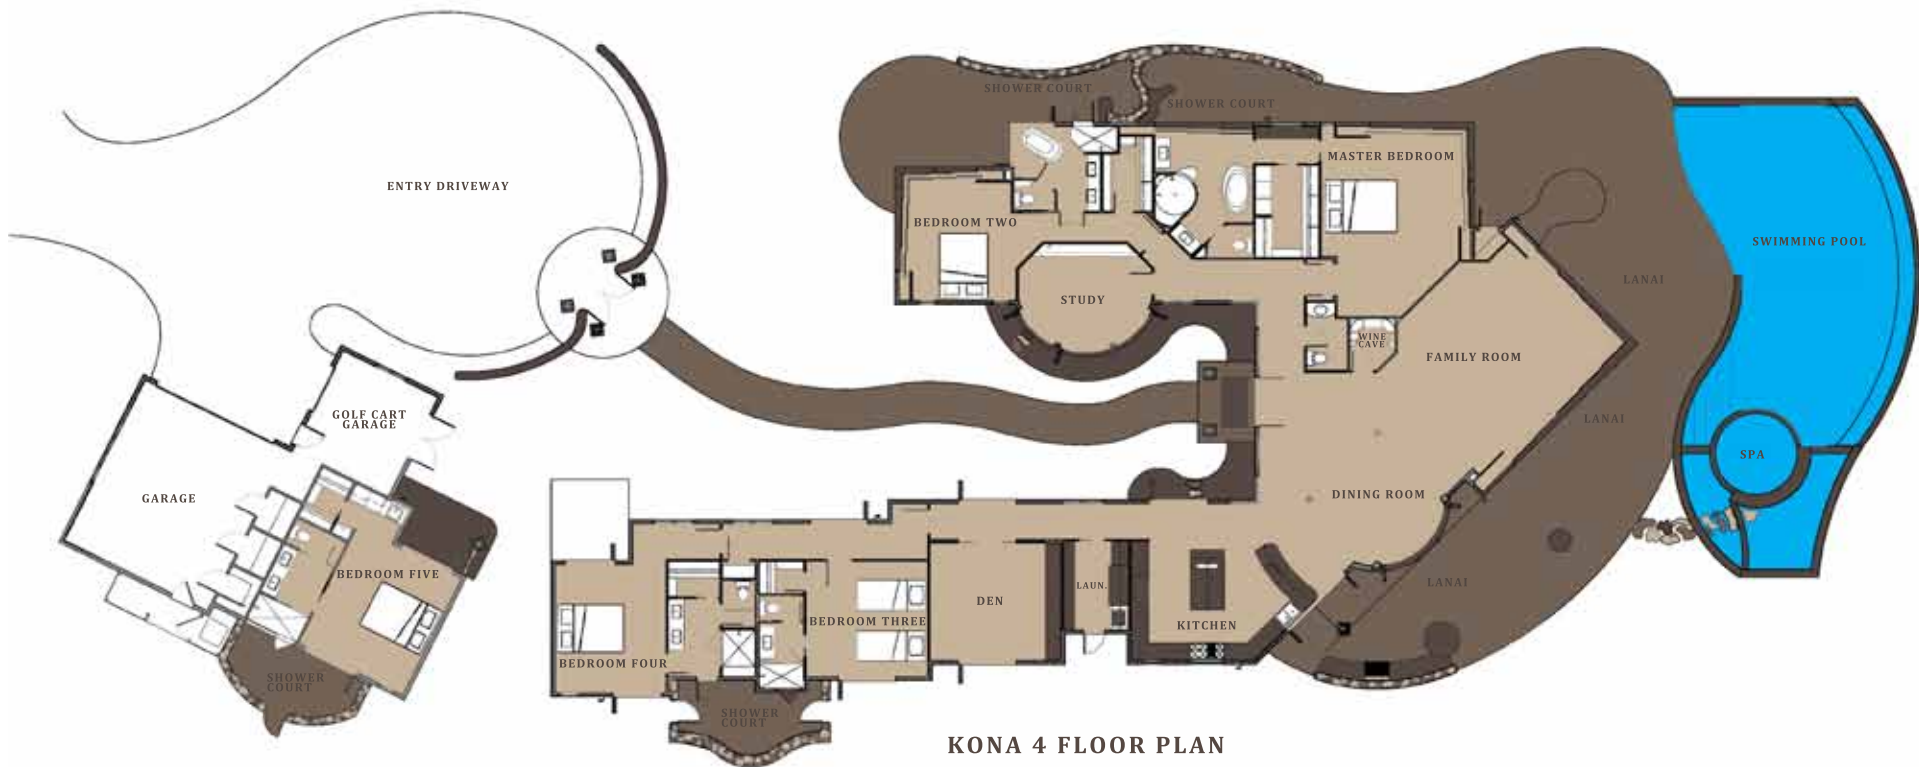 SHOWER COURT
SHOWER COURT
MASTER BEDROOM
ENTRY DRIVEWAY
BEDROOM TWO
SWIMMING POOL
LANAI
STUDY
WINE
CAVE
FAMILY ROOM
GOLF CART
GARAGE
LANAI
SPA
GARAGE
DINING ROOM
BEDROOM FIVE
LAUN.
LANAI
DEN
BEDROOM THREE
KITCHEN
BEDROOM FOUR
SHOWER
COURT
SHOWER
COURT
KONA 4 FLOOR PLAN